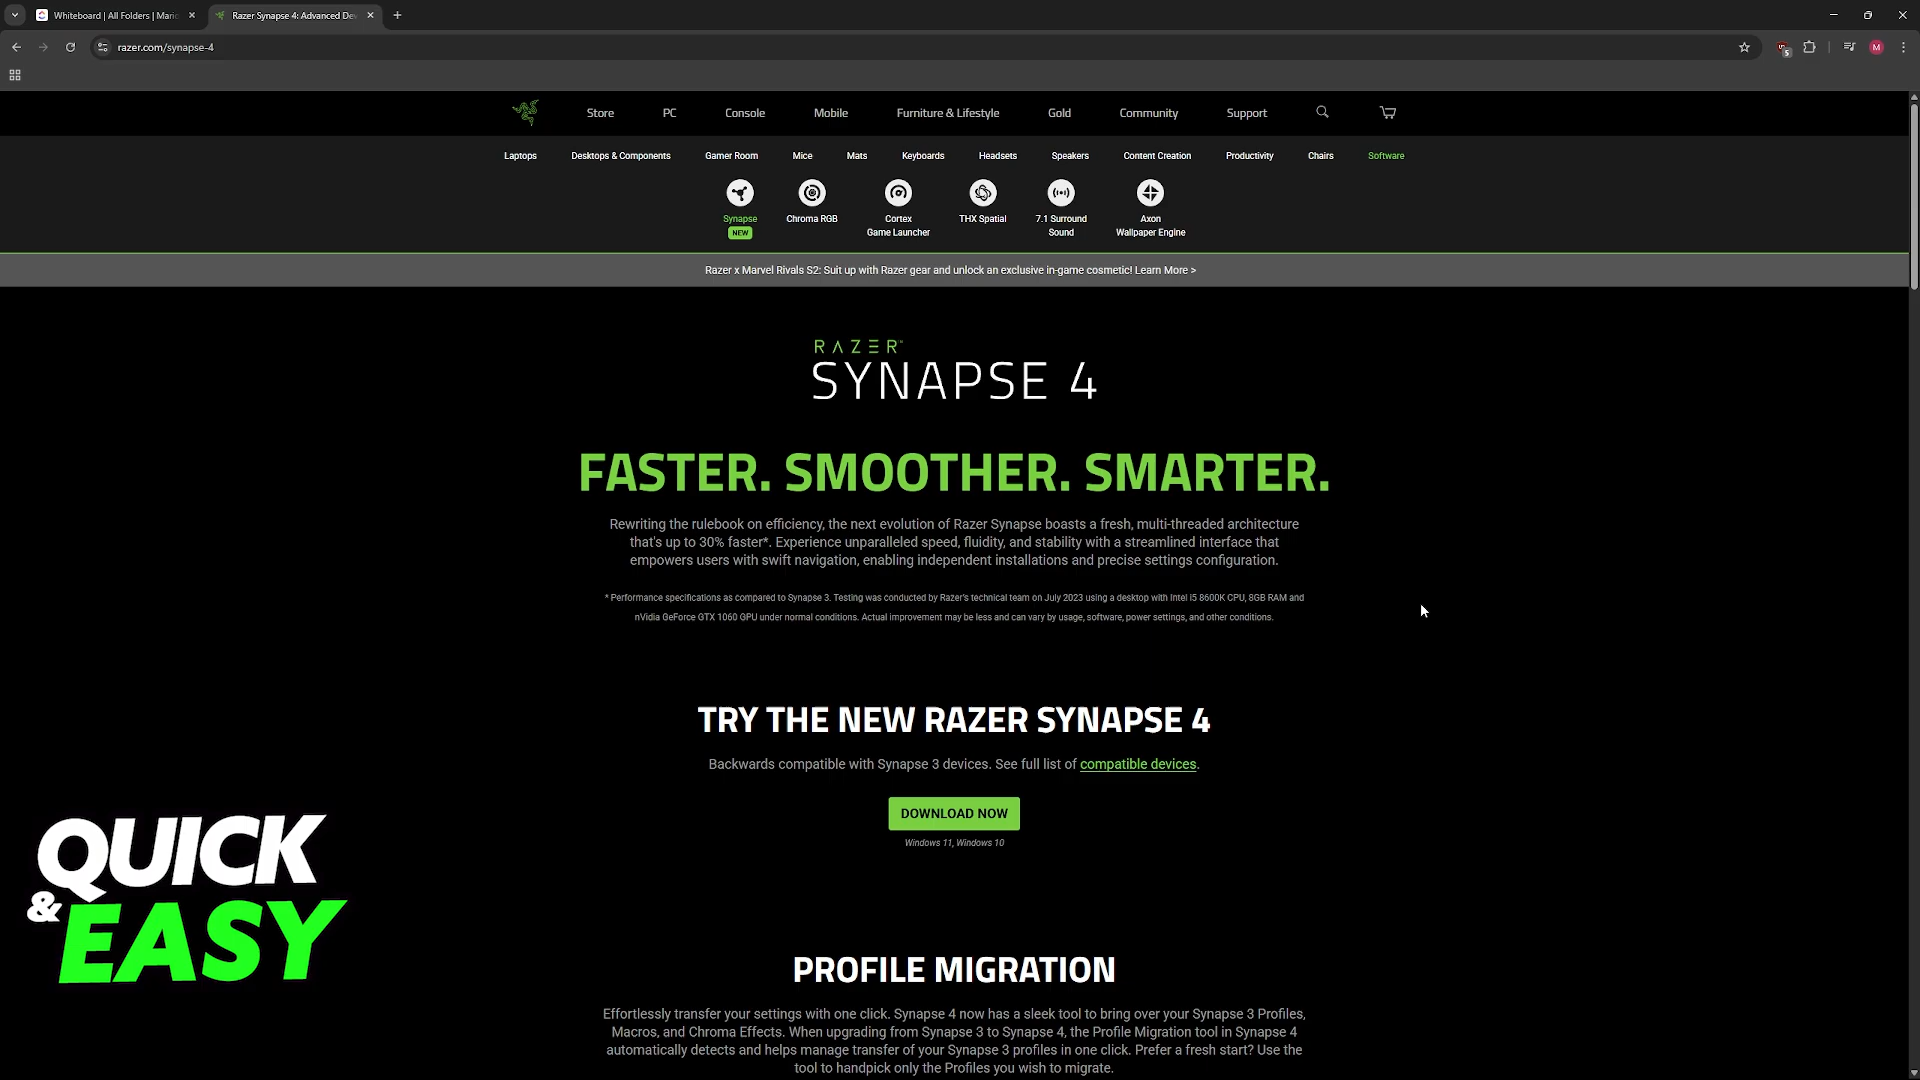 Whiteboard | All Folders | Maric
Razer Synapse 4: Advanced Dev
razer.com/synapse-4
5
M
Store PC Console Mobile Furniture & Lifestyle Gold Community Support
Laptops Desktops & Components Gamer Room Mice Mats Keyboards Headsets Speakers Content Creation Productivity Chairs Software
Synapse Chroma RGB Cortex THX Spatial 7.1 Surround Axon
NEW Game Launcher Sound Wallpaper Engine
Razer x Marvel Rivals S2: Suit up with Razer gear and unlock an exclusive in-game cosmetic! Learn More >
RAZER™
SYNAPSE 4
FASTER. SMOOTHER. SMARTER.
Rewriting the rulebook on efficiency, the next evolution of Razer Synapse boasts a fresh, multi-threaded architecture
that's up to 30% faster*. Experience unparalleled speed, fluidity, and stability with a streamlined interface that
empowers users with swift navigation, enabling independent installations and precise settings configuration.
* Performance specifications as compared to Synapse 3. Testing was conducted by Razer's technical team on July 2023 using a desktop with Intel I5 8600K CPU, 8GB RAM and
nVidia GeForce GTX 1060 GPU under normal conditions. Actual improvement may be less and can vary by usage, software, power settings, and other conditions.
TRY THE NEW RAZER SYNAPSE 4
Backwards compatible with Synapse 3 devices. See full list of compatible devices.
DOWNLOAD NOW
Windows 11, Windows 10
QUICK
& EASY
PROFILE MIGRATION
Effortlessly transfer your settings with one click. Synapse 4 now has a sleek tool to bring over your Synapse 3 Profiles,
Macros, and Chroma Effects. When upgrading from Synapse 3 to Synapse 4, the Profile Migration tool in Synapse 4
automatically detects and helps manage transfer of your Synapse 3 profiles in one click. Prefer a fresh start? Use the
tool to handpick only the Profiles you wish to migrate.